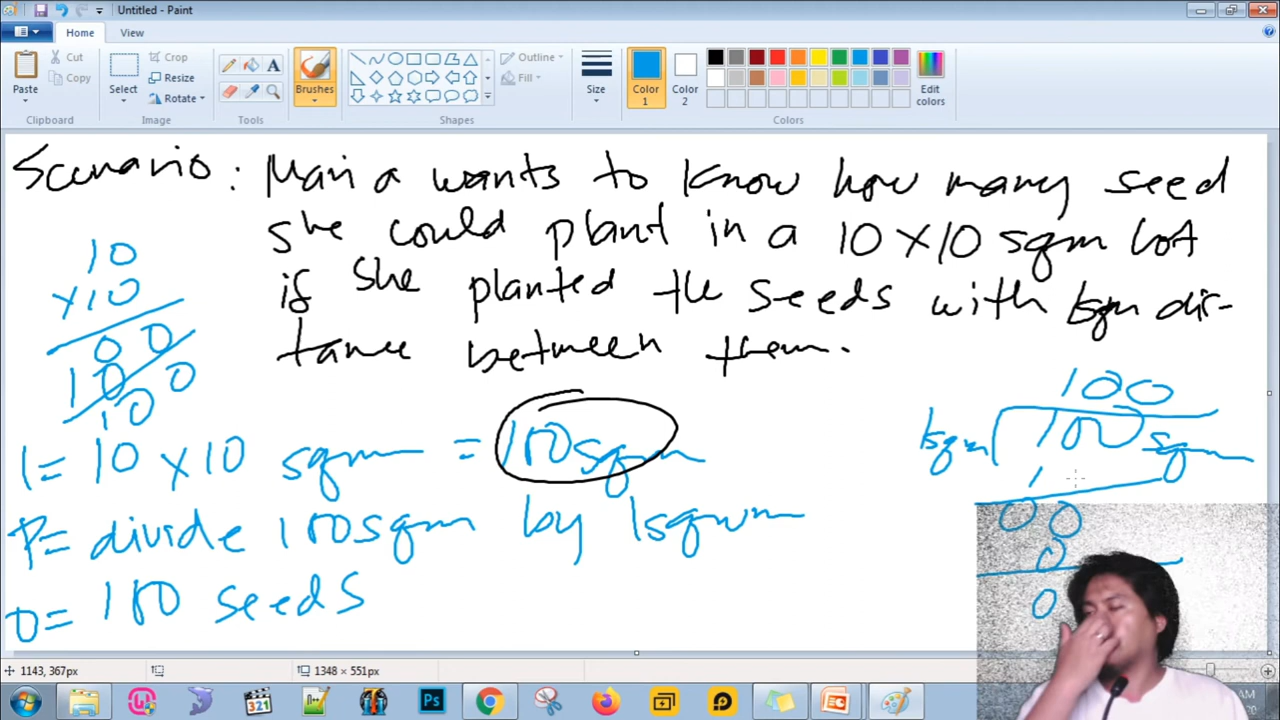 Untitled - Paint
Home
View
Paste
Cut
Copy
Clipboard
Select
Crop
Resize
Rotate
Image
Tools
Brushes
Shapes
Outline
Fill
Size
Color 1
Color 2
Edit colors
Colors
Scenario: Maria wants to know how many seed
she could plant in a 10 x 10 sqm lot
if she planted the seeds with 1sqm dis-
tance between them.
10
x10
00
100
100
I= 10 x 10 sqm = 100sqm
P= divide 100sqm by 1sqm
O= 100 seeds
100
1sqm 100 sqm
1
00
0
0
1143, 367px
1348 × 551px
321
Ps